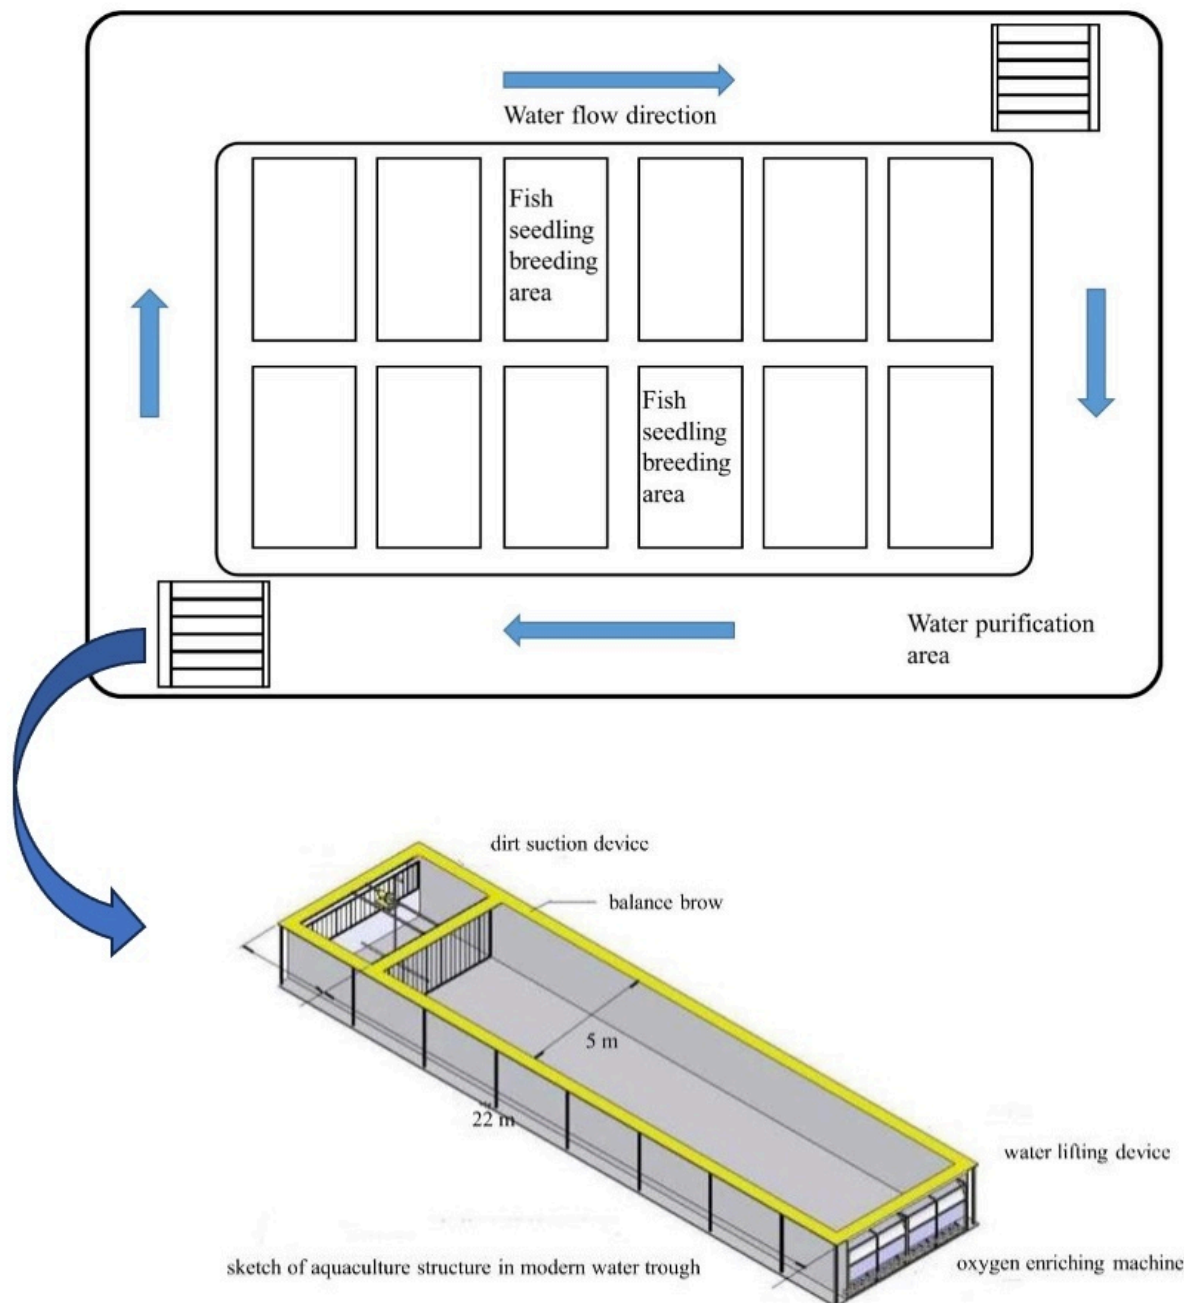 Water flow direction
Fish
seedling
breeding
area
Fish
seedling
breeding
area
Water purification
area
dirt suction device
balance brow
5 m
22 m
water lifting device
sketch of aquaculture structure in modern water trough
oxygen enriching machine